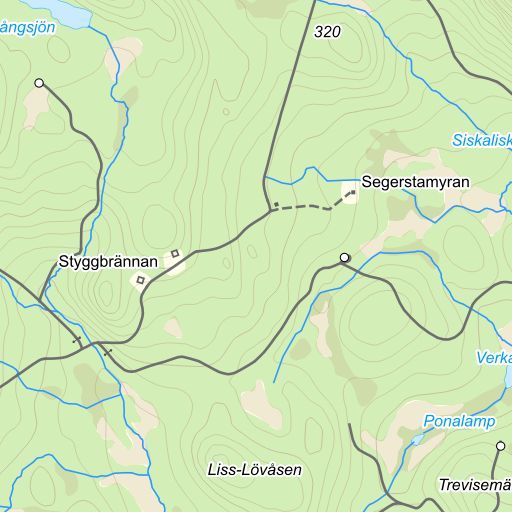 ångsjön
320
Siskalisk
Segerstamyran
Styggbrännan
Verka
Ponalamp
Liss-Lövåsen
Trevisemä